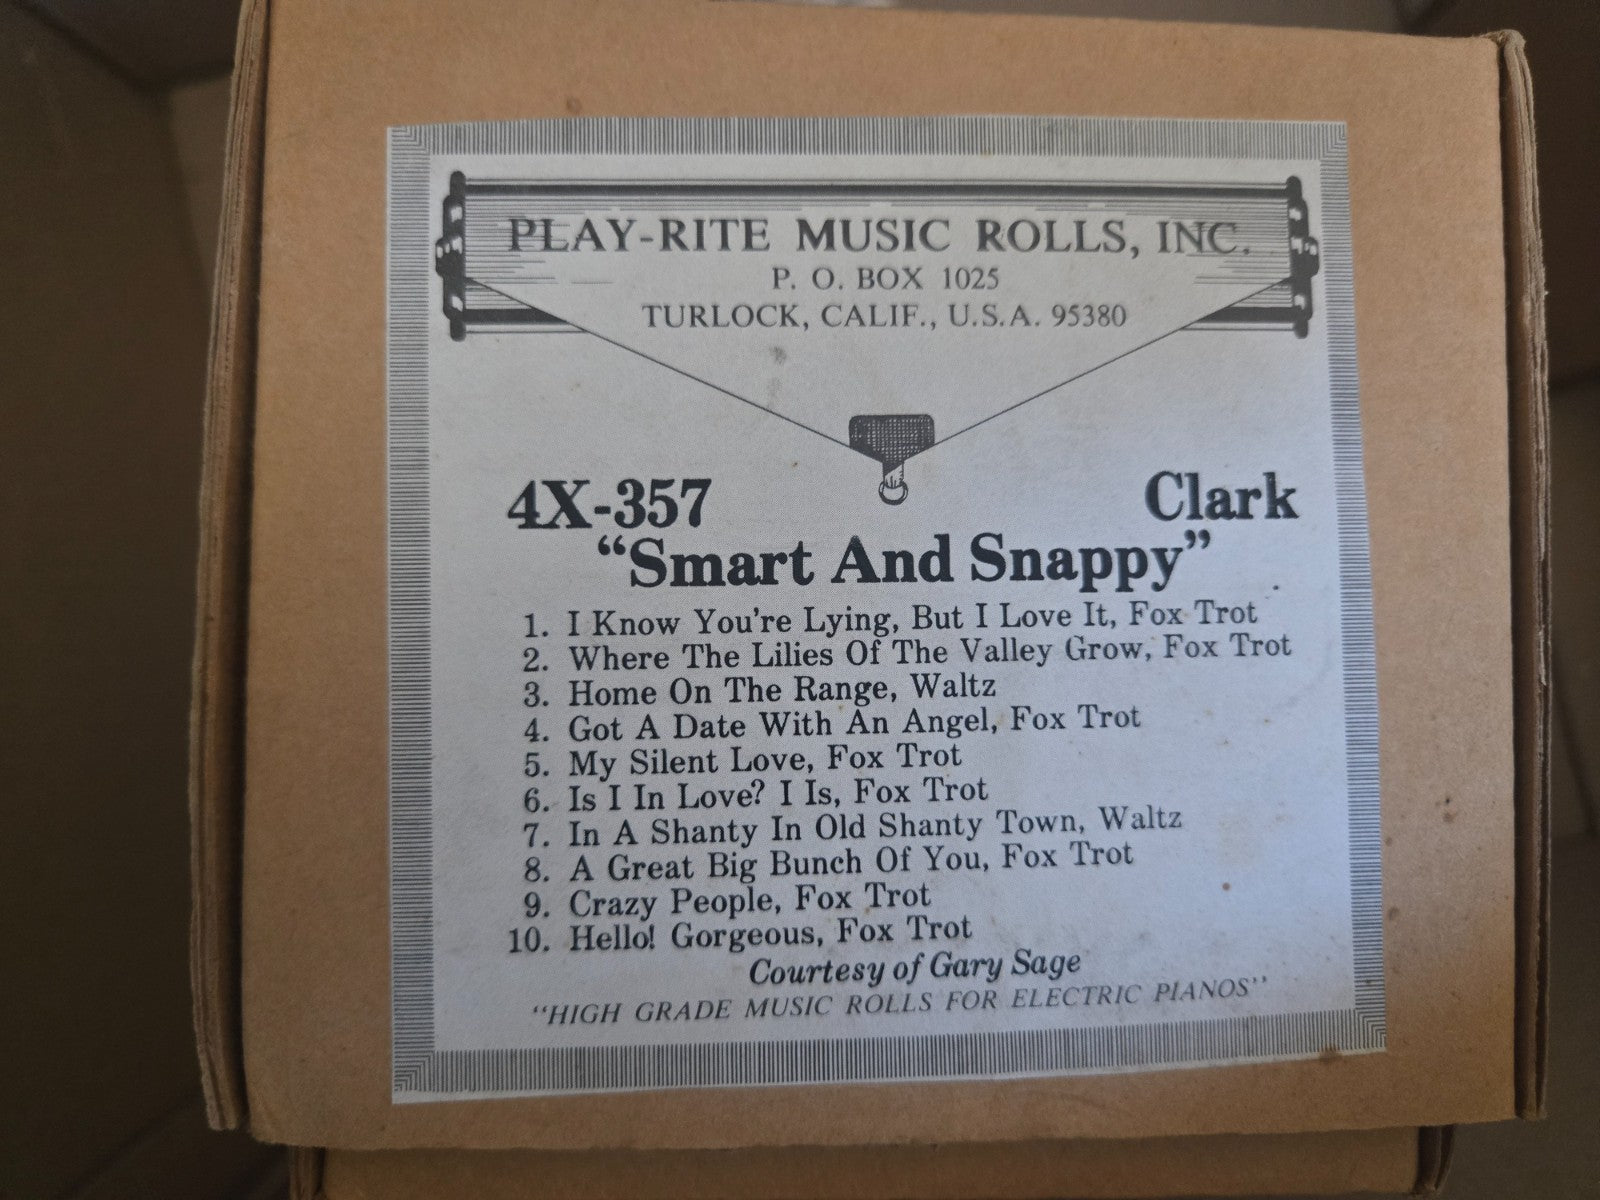 PLAY-RITE MUSIC ROLLS, INC.
P. O. BOX 1025
TURLOCK, CALIF., U.S.A. 95380
4X-357 Clark
“Smart And Snappy”
1. I Know You're Lying, But I Love It, Fox Trot
2. Where The Lilies Of The Valley Grow, Fox Trot
3. Home On The Range, Waltz
4. Got A Date With An Angel, Fox Trot
5. My Silent Love, Fox Trot
6. Is I In Love? I Is, Fox Trot
7. In A Shanty In Old Shanty Town, Waltz
8. A Great Big Bunch Of You, Fox Trot
9. Crazy People, Fox Trot
10. Hello! Gorgeous, Fox Trot
Courtesy of Gary Sage
"HIGH GRADE MUSIC ROLLS FOR ELECTRIC PIANOS"